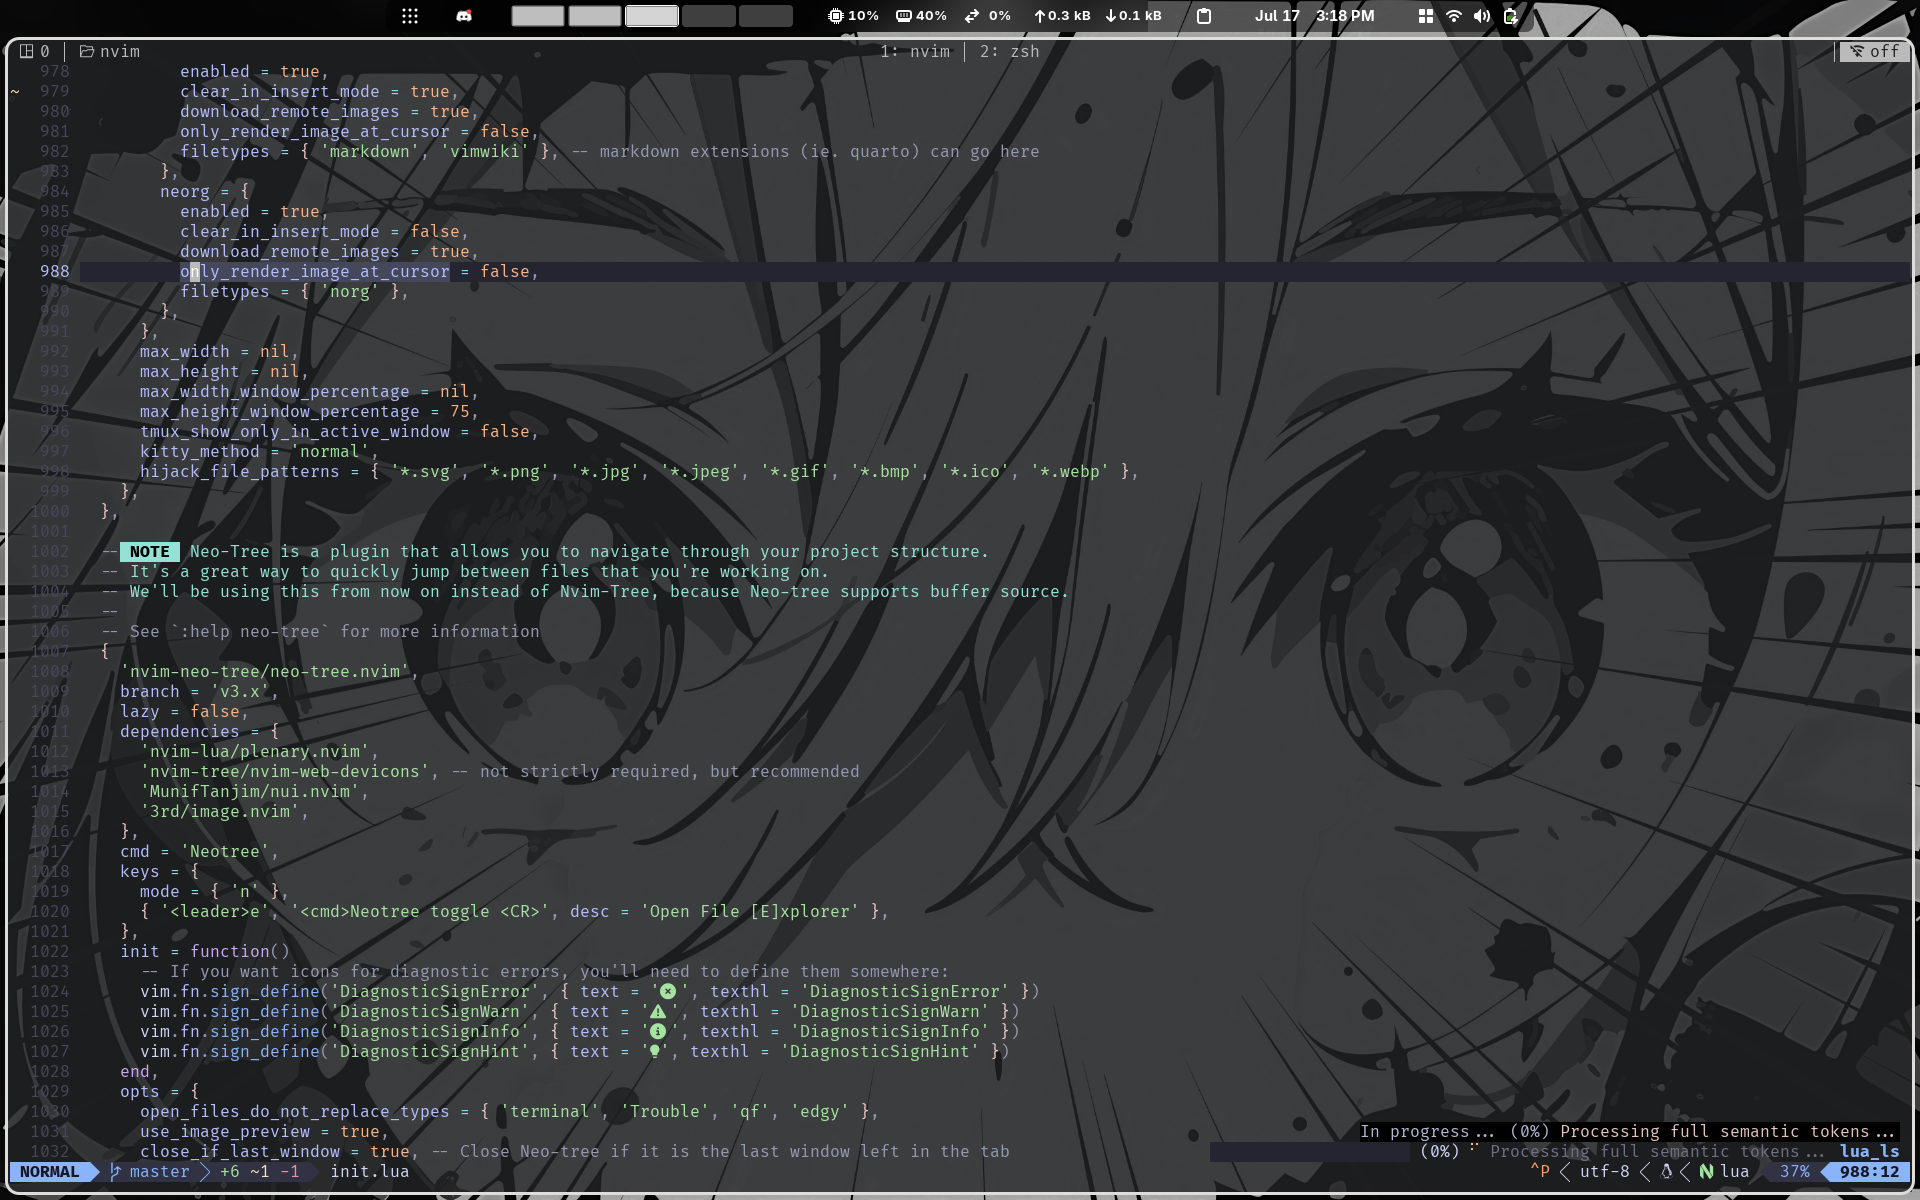 10% 40% 0% ↑0.3 kB ↓0.1 kB Jul 17 3:18 PM
0 nvim 1: nvim 2: zsh off
978 enabled = true,
~ 979 clear_in_insert_mode = true,
980 download_remote_images = true,
981 only_render_image_at_cursor = false,
982 filetypes = { 'markdown', 'vimwiki' }, -- markdown extensions (ie. quarto) can go here
983 },
984 neorg = {
985 enabled = true,
986 clear_in_insert_mode = false,
987 download_remote_images = true,
988 only_render_image_at_cursor = false,
989 filetypes = { 'norg' },
990 },
991 },
992 max_width = nil,
993 max_height = nil,
994 max_width_window_percentage = nil,
995 max_height_window_percentage = 75,
996 tmux_show_only_in_active_window = false,
997 kitty_method = 'normal',
998 hijack_file_patterns = { '*.svg', '*.png', '*.jpg', '*.jpeg', '*.gif', '*.bmp', '*.ico', '*.webp' },
999 },
1000 },
1001
1002 -- NOTE Neo-Tree is a plugin that allows you to navigate through your project structure.
1003 -- It's a great way to quickly jump between files that you're working on.
1004 -- We'll be using this from now on instead of Nvim-Tree, because Neo-tree supports buffer source.
1005 --
1006 -- See `:help neo-tree` for more information
1007 {
1008 'nvim-neo-tree/neo-tree.nvim',
1009 branch = 'v3.x',
1010 lazy = false,
1011 dependencies = {
1012 'nvim-lua/plenary.nvim',
1013 'nvim-tree/nvim-web-devicons', -- not strictly required, but recommended
1014 'MunifTanjim/nui.nvim',
1015 '3rd/image.nvim',
1016 },
1017 cmd = 'Neotree',
1018 keys = {
1019 mode = { 'n' },
1020 { '<leader>e', '<cmd>Neotree toggle <CR>', desc = 'Open File [E]xplorer' },
1021 },
1022 init = function()
1023 -- If you want icons for diagnostic errors, you'll need to define them somewhere:
1024 vim.fn.sign_define('DiagnosticSignError', { text = ' ', texthl = 'DiagnosticSignError' })
1025 vim.fn.sign_define('DiagnosticSignWarn', { text = ' ', texthl = 'DiagnosticSignWarn' })
1026 vim.fn.sign_define('DiagnosticSignInfo', { text = ' ', texthl = 'DiagnosticSignInfo' })
1027 vim.fn.sign_define('DiagnosticSignHint', { text = ' ', texthl = 'DiagnosticSignHint' })
1028 end,
1029 opts = {
1030 open_files_do_not_replace_types = { 'terminal', 'Trouble', 'qf', 'edgy' },
1031 use_image_preview = true, In progress... (0%) Processing full semantic tokens...
1032 close_if_last_window = true, -- Close Neo-tree if it is the last window left in the tab (0%) Processing full semantic tokens... lua_ls
NORMAL master +6 ~1 -1 init.lua ^P utf-8 lua 37% 988:12